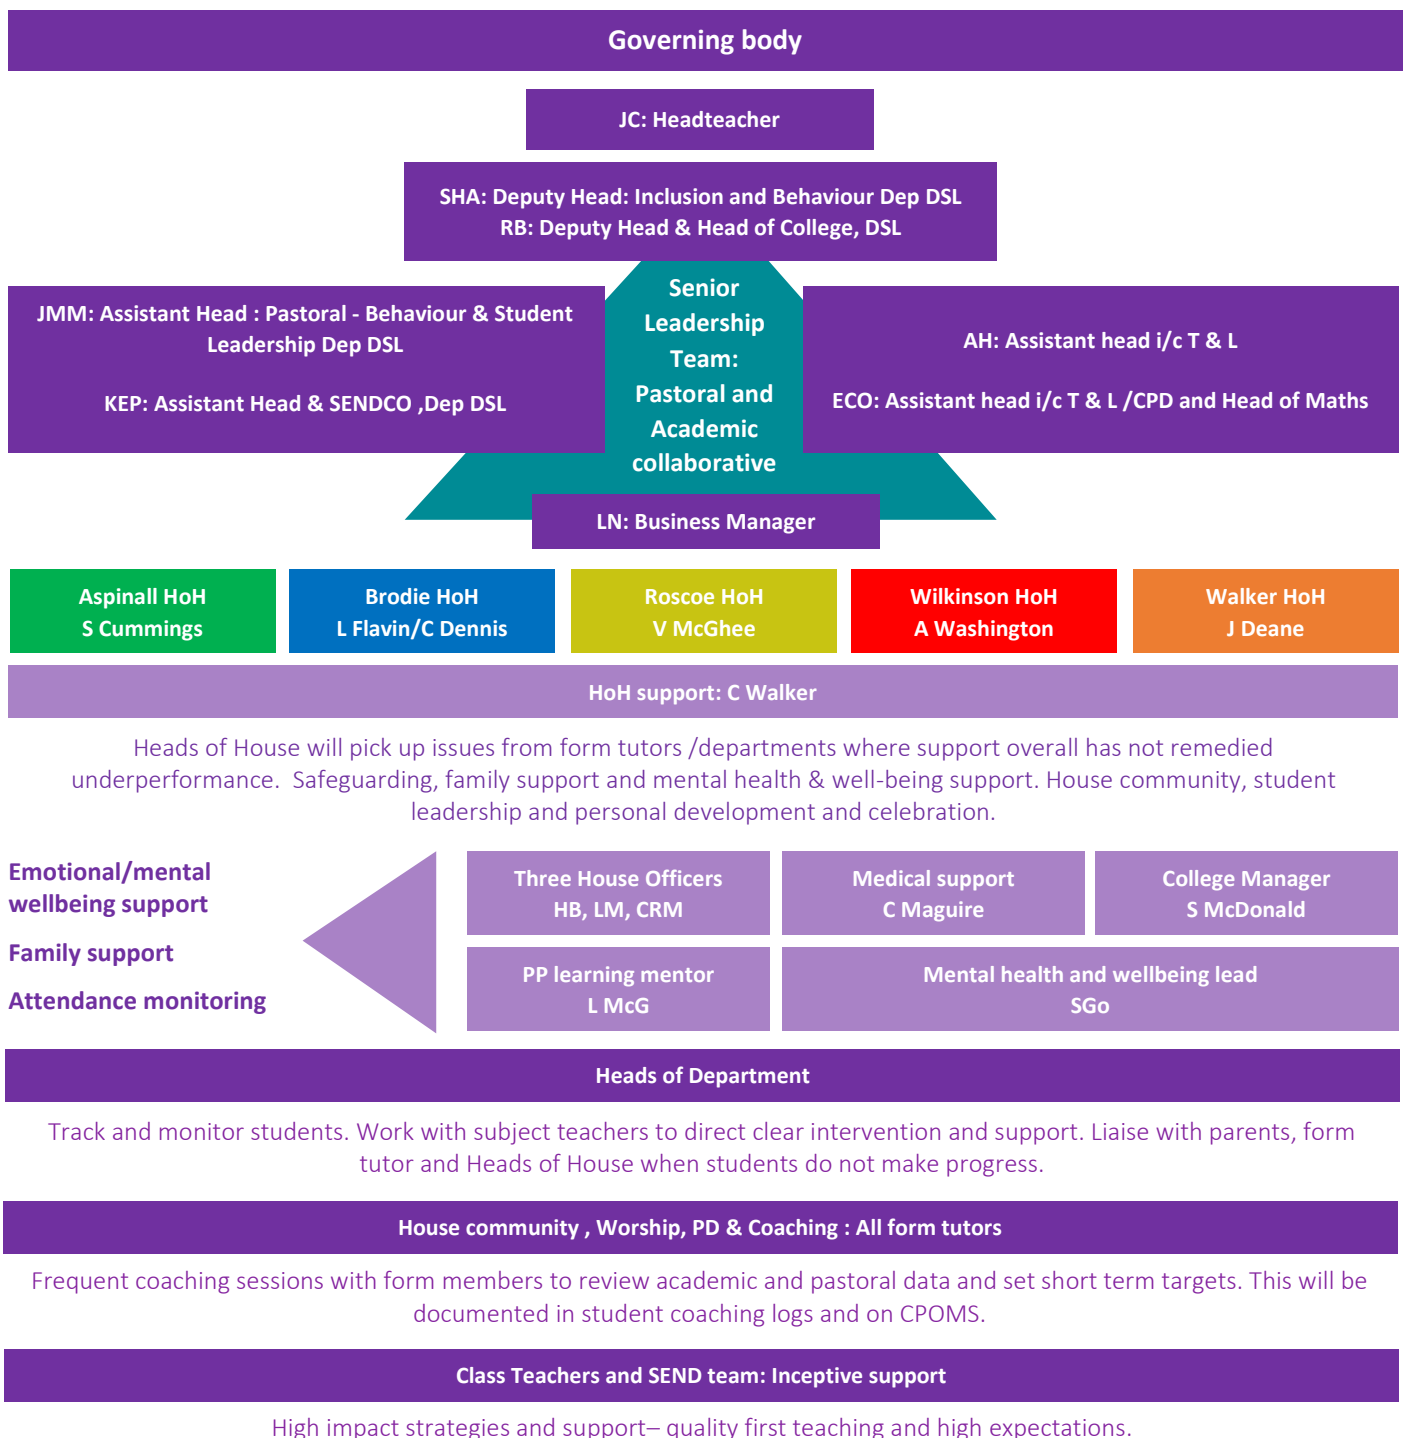 Governing body
JC: Headteacher
SHA: Deputy Head: Inclusion and Behaviour Dep DSL
RB: Deputy Head & Head of College, DSL
JMM: Assistant Head : Pastoral - Behaviour & Student
Leadership Dep DSL
KEP: Assistant Head & SENDCO ,Dep DSL
Senior
Leadership
Team:
Pastoral and
Academic
collaborative
AH: Assistant head i/c T & L
ECO: Assistant head i/c T & L /CPD and Head of Maths
LN: Business Manager
Aspinall HoH
S Cummings
Brodie HoH
L Flavin/C Dennis
Roscoe HoH
V McGhee
Wilkinson HoH
A Washington
Walker HoH
J Deane
HoH support: C Walker
Heads of House will pick up issues from form tutors /departments where support overall has not remedied
underperformance.  Safeguarding, family support and mental health & well-being support. House community, student
leadership and personal development and celebration.
Emotional/mental
wellbeing support
Family support
Attendance monitoring
Three House Officers
HB, LM, CRM
Medical support
C Maguire
College Manager
S McDonald
PP learning mentor
L McG
Mental health and wellbeing lead
SGo
Heads of Department
Track and monitor students. Work with subject teachers to direct clear intervention and support. Liaise with parents, form
tutor and Heads of House when students do not make progress.
House community , Worship, PD & Coaching : All form tutors
Frequent coaching sessions with form members to review academic and pastoral data and set short term targets. This will be
documented in student coaching logs and on CPOMS.
Class Teachers and SEND team: Inceptive support
High impact strategies and support– quality first teaching and high expectations.